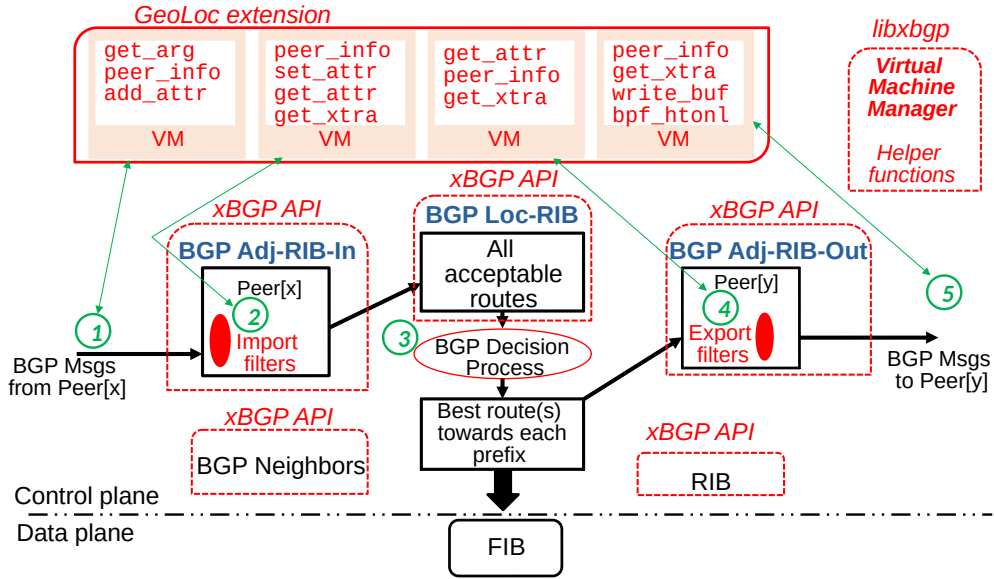 GeoLoc extension
get_arg
peer_info
add_attr
VM
peer_info
set_attr
get_attr
get_xtra
VM
get_attr
peer_info
get_xtra
VM
peer_info
get_xtra
write_buf
bpf_htonl
VM
libxbgp
Virtual
Machine
Manager
Helper
functions
xBGP API
BGP Adj-RIB-In
Peer[x]
2
Import
filters
1
BGP Msgs
from Peer[x]
xBGP API
BGP Loc-RIB
All
acceptable
routes
3
BGP Decision
Process
Best route(s)
towards each
prefix
xBGP API
BGP Adj-RIB-Out
Peer[y]
4
Export
filters
5
BGP Msgs
to Peer[y]
xBGP API
BGP Neighbors
xBGP API
RIB
Control plane
Data plane
FIB